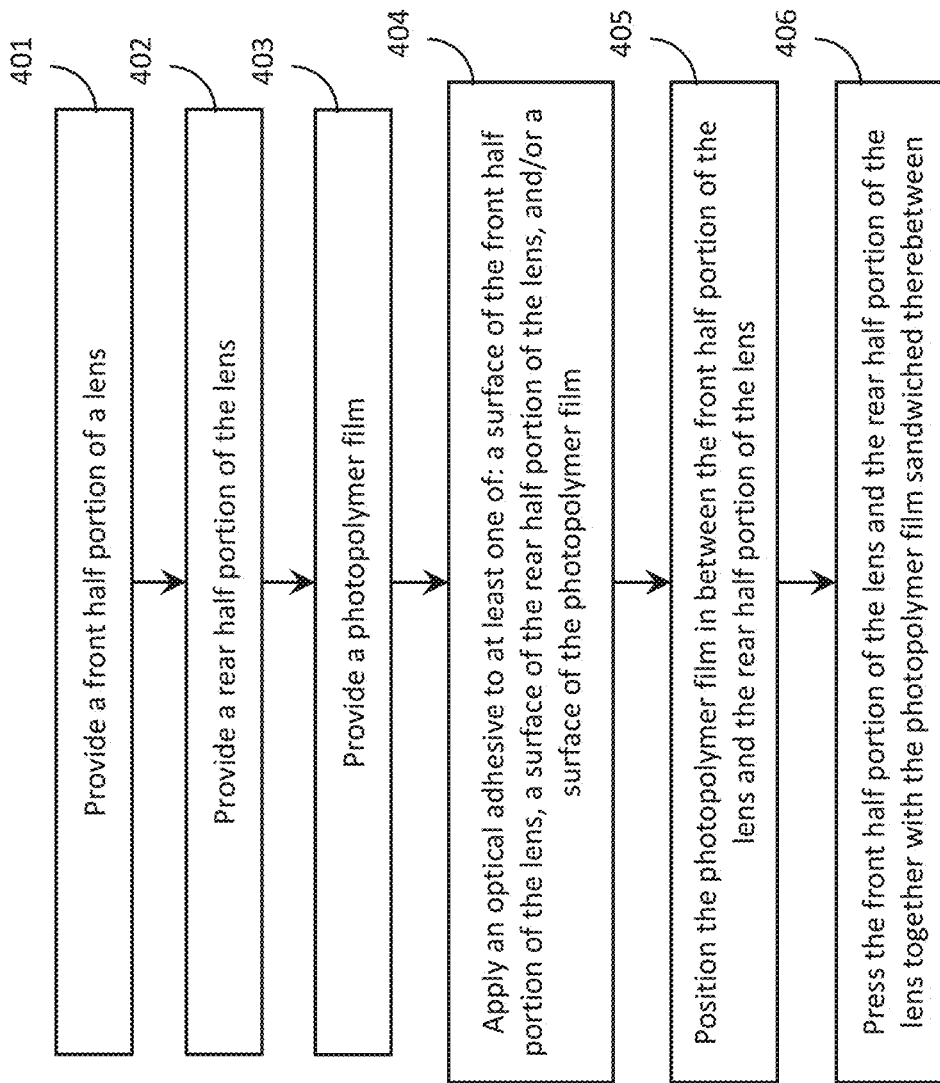 401
Provide a front half portion of a lens
402
Provide a rear half portion of the lens
403
Provide a photopolymer film
404
Apply an optical adhesive to at least one of: a surface of the front half
portion of the lens, a surface of the rear half portion of the lens, and/or a
surface of the photopolymer film
405
Position the photopolymer film in between the front half portion of the
lens and the rear half portion of the lens
406
Press the front half portion of the lens and the rear half portion of the
lens together with the photopolymer film sandwiched therebetween